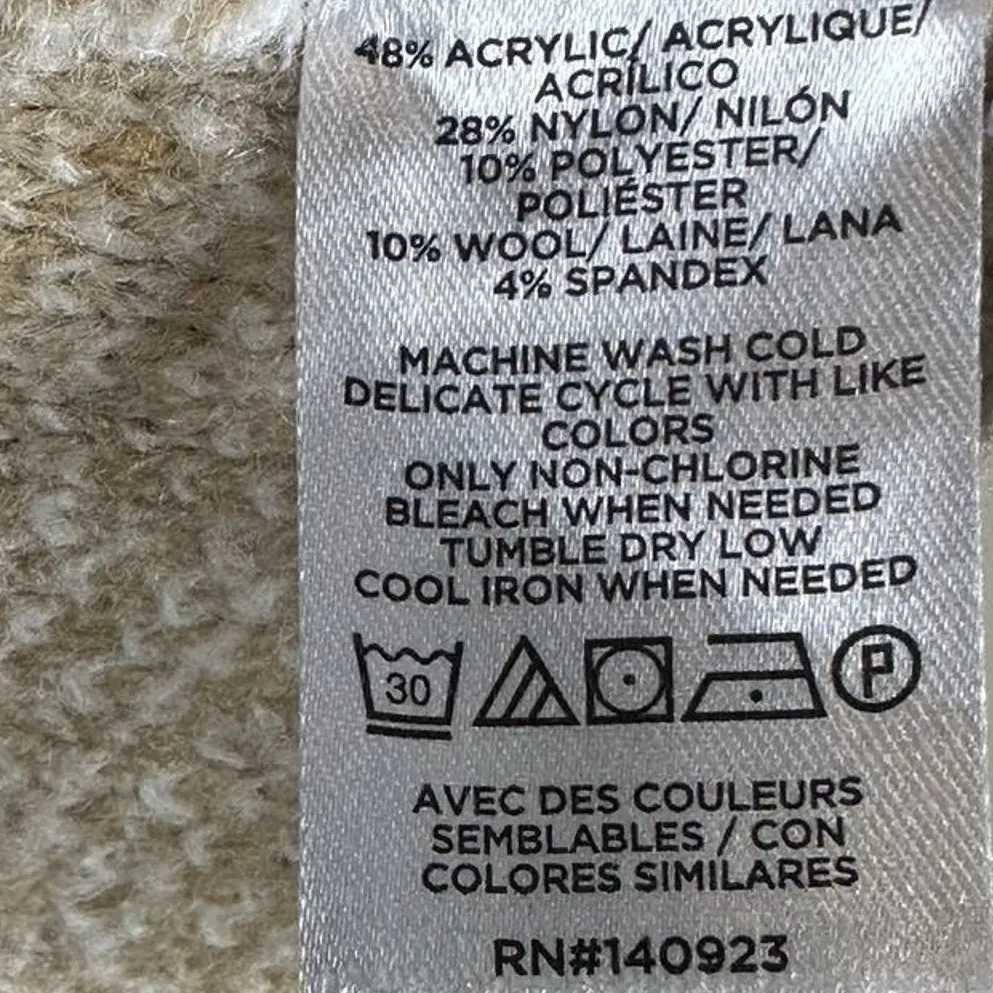 48% ACRYLIC/ ACRYLIQUE/
ACRÍLICO
28% NYLON/ NILÓN
10% POLYESTER/
POLIÉSTER
10% WOOL/ LAINE/ LANA
4% SPANDEX
MACHINE WASH COLD
DELICATE CYCLE WITH LIKE
COLORS
ONLY NON-CHLORINE
BLEACH WHEN NEEDED
TUMBLE DRY LOW
COOL IRON WHEN NEEDED
30 P
AVEC DES COULEURS
SEMBLABLES / CON
COLORES SIMILARES
RN#140923